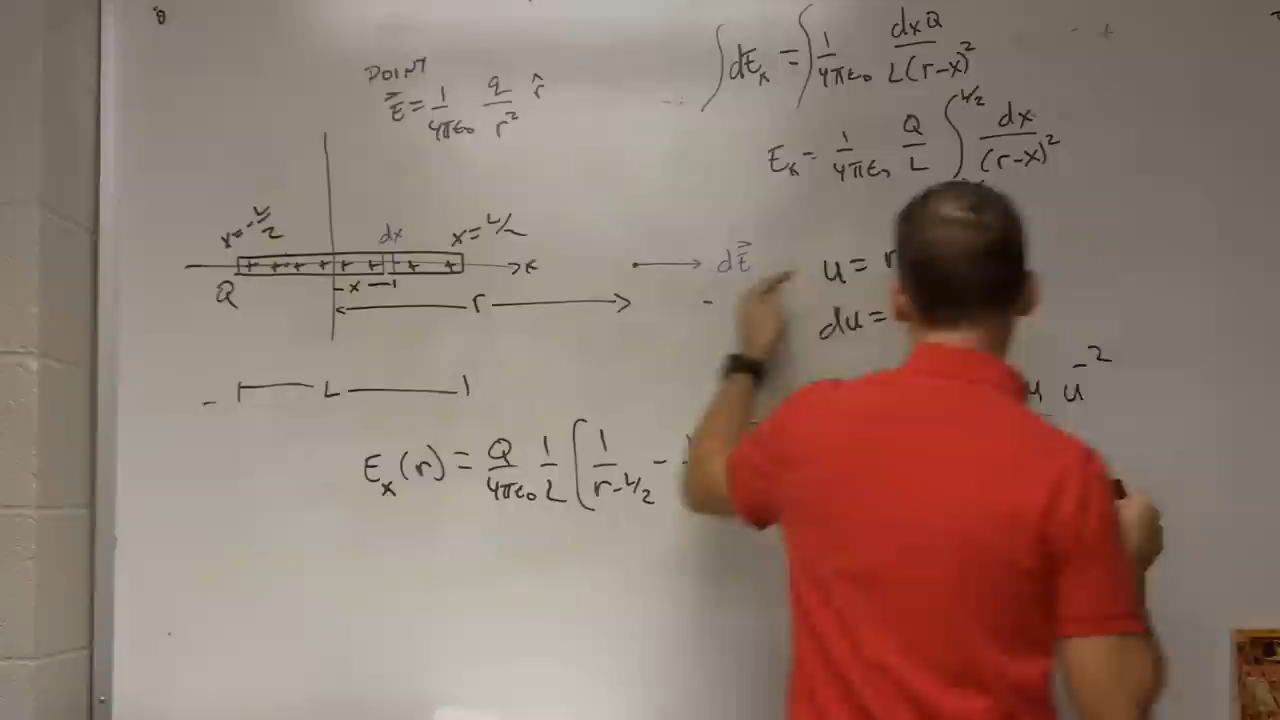 POINT
E⃗ = 1/4πε₀ q/r² r̂
∫dEₓ = ∫ 1/4πε₀ dxQ/L(r-x)²
Eₓ = 1/4πε₀ Q/L ∫^L/2 dx/(r-x)²
x=-L/2
dx
x=L/2
+ + + + + + + +
x
Q
x
r
dE⃗
u = r
du =
L
u⁻²
Eₓ(r) = Q/4πε₀ 1/L (1/r-L/2 -